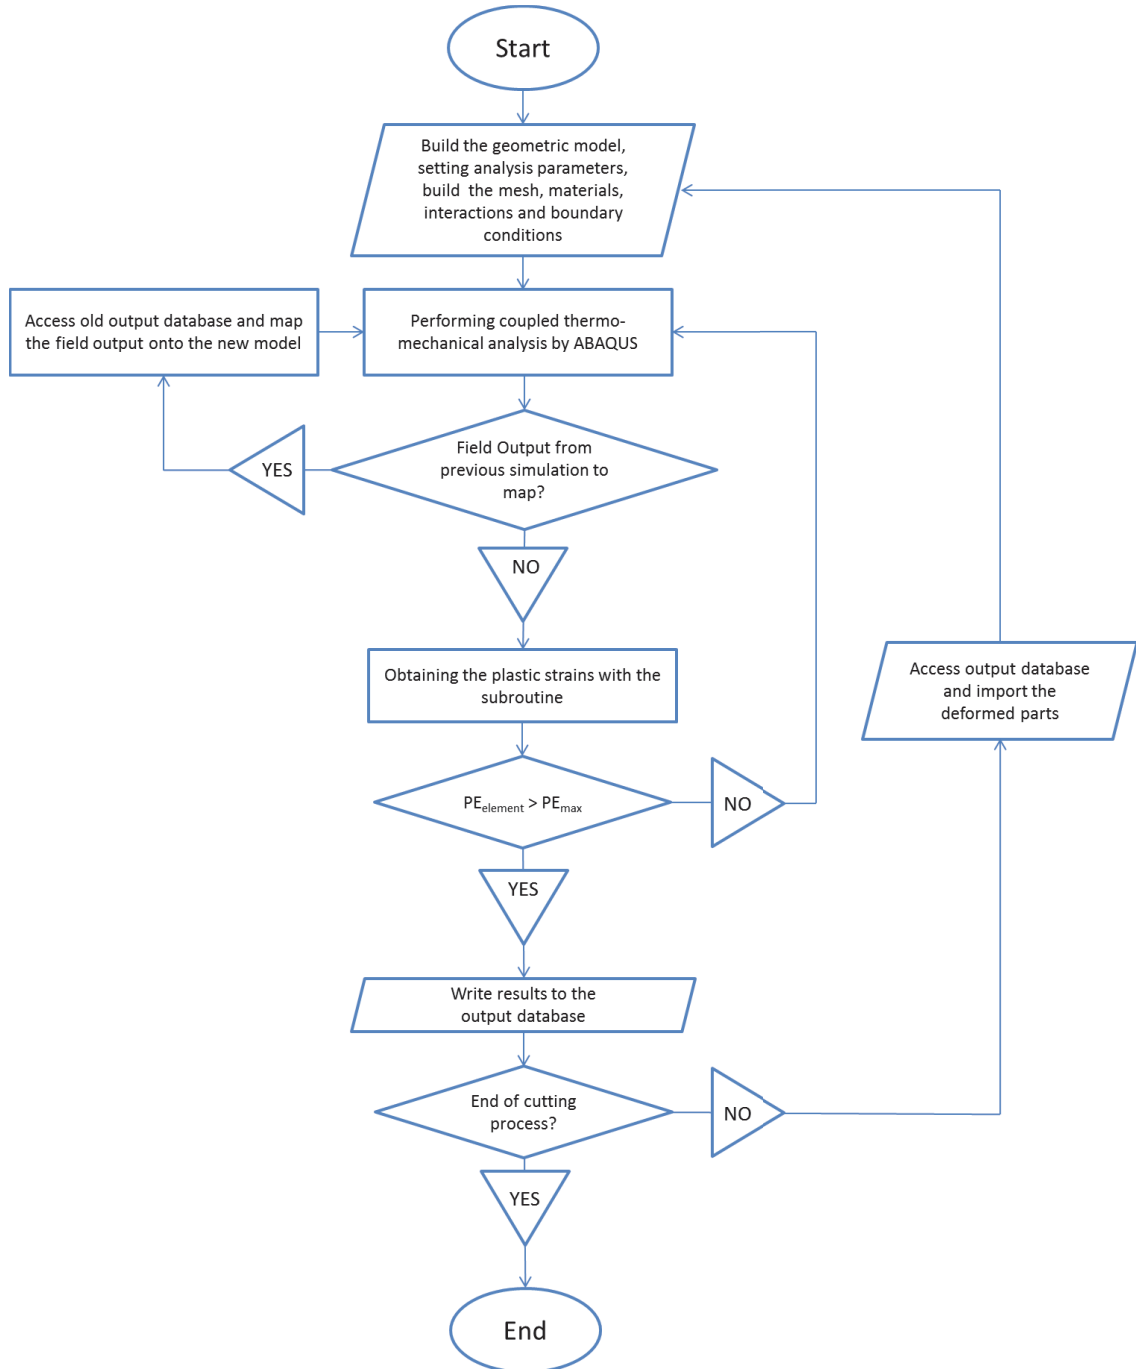 Start
Build the geometric model,
setting analysis parameters,
build the mesh, materials,
interactions and boundary
conditions
Access old output database and map
the field output onto the new model
Performing coupled thermo-
mechanical analysis by ABAQUS
Field Output from
previous simulation to
map?
YES
NO
Obtaining the plastic strains with the
subroutine
Access output database
and import the
deformed parts
PEelement > PEmax
NO
YES
Write results to the
output database
End of cutting
process?
NO
YES
End